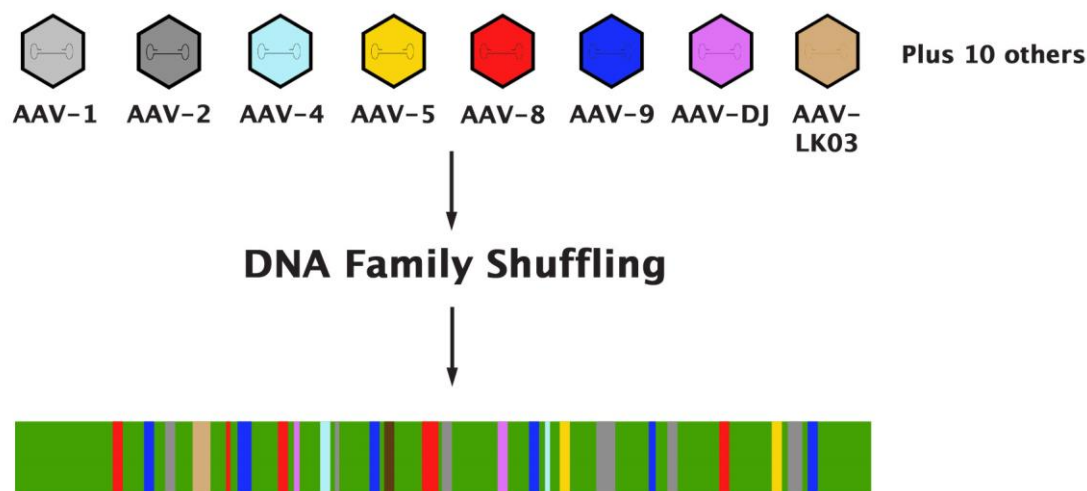 Plus 10 others
AAV-1 AAV-2 AAV-4 AAV-5 AAV-8 AAV-9 AAV-DJ AAV-
LK03
DNA Family Shuffling